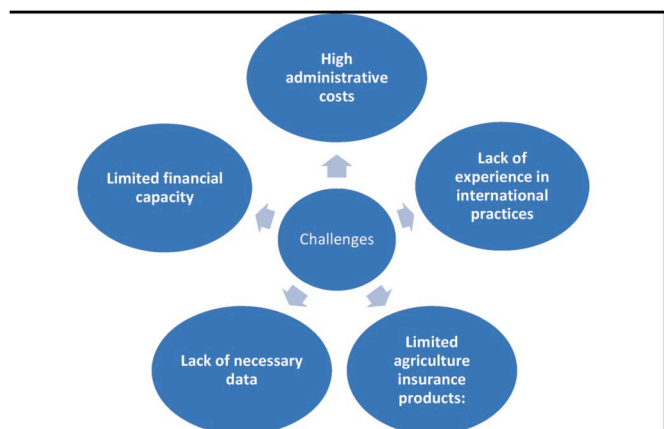 High
administrative
costs
Lack of
experience in
international
practices
Limited financial
capacity
Challenges
Lack of necessary
data
Limited
agriculture
insurance
products: